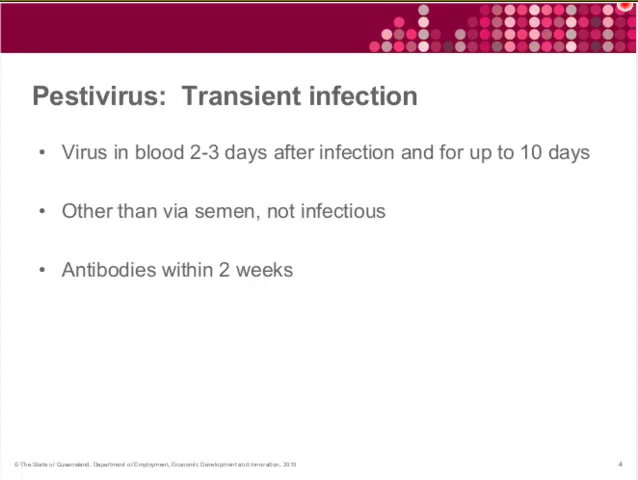 Pestivirus: Transient infection
• Virus in blood 2-3 days after infection and for up to 10 days
• Other than via semen, not infectious
• Antibodies within 2 weeks
© The State of Queensland, Department of Employment, Economic Development and Innovation, 2010
4